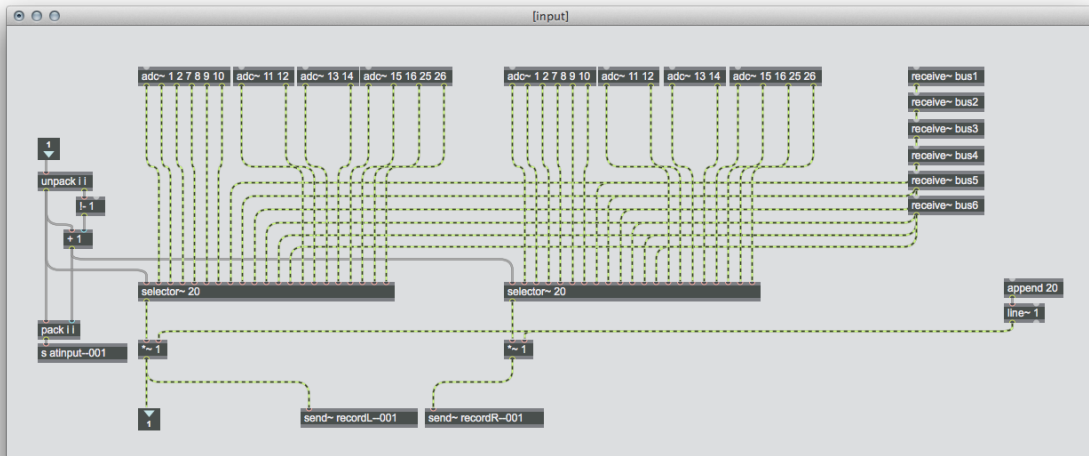 [input]
adc~ 1 2 7 8 9 10
adc~ 11 12
adc~ 13 14
adc~ 15 16 25 26
adc~ 1 2 7 8 9 10
adc~ 11 12
adc~ 13 14
adc~ 15 16 25 26
receive~ bus1
receive~ bus2
receive~ bus3
receive~ bus4
receive~ bus5
receive~ bus6
1
unpack i i
!- 1
+ 1
selector~ 20
selector~ 20
append 20
line~ 1
pack i i
s atinput--001
*~ 1
*~ 1
1
send~ recordL--001
send~ recordR--001